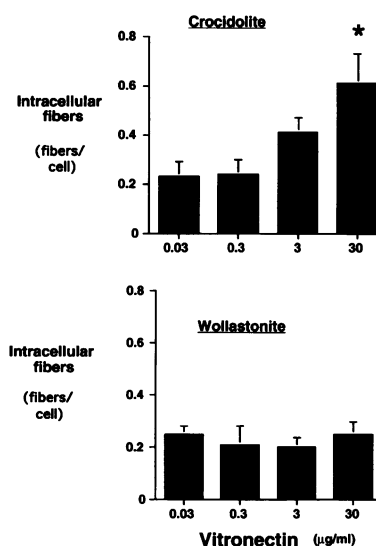 Crocidolite
0.8
*
0.6
Intracellular
fibers
0.4
(fibers/
cell)
0.2
0
0.03 0.3 3 30
0.8
Wollastonite
0.6
Intracellular
fibers
0.4
(fibers/
cell)
0.2
0
0.03 0.3 3 30
Vitronectin (μg/ml)